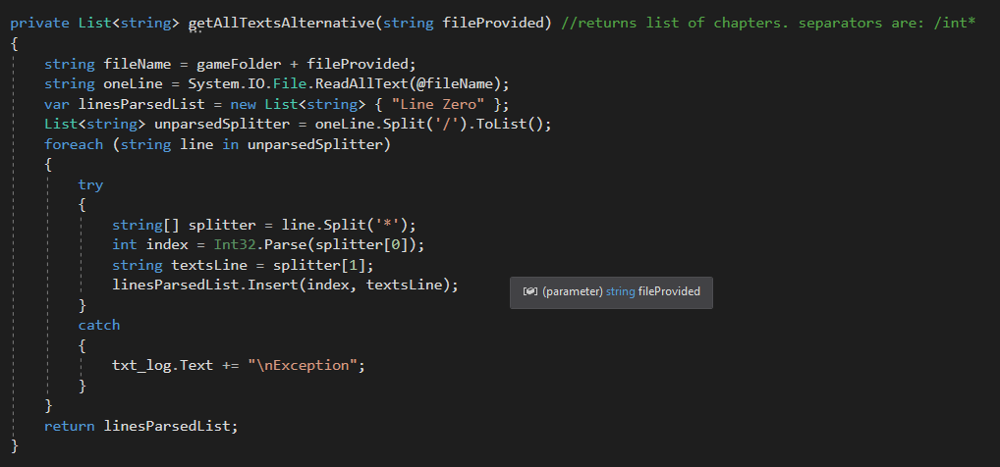 private List<string> getAllTextsAlternative(string fileProvided) //returns list of chapters. separators are: /int*
{
    string fileName = gameFolder + fileProvided;
    string oneLine = System.IO.File.ReadAllText(@fileName);
    var linesParsedList = new List<string> { "Line Zero" };
    List<string> unparsedSplitter = oneLine.Split('/').ToList();
    foreach (string line in unparsedSplitter)
    {
        try
        {
            string[] splitter = line.Split('*');
            int index = Int32.Parse(splitter[0]);
            string textsLine = splitter[1];
            linesParsedList.Insert(index, textsLine);
(parameter) string fileProvided
        }
        catch
        {
            txt_log.Text += "\nException";
        }
    }
    return linesParsedList;
}